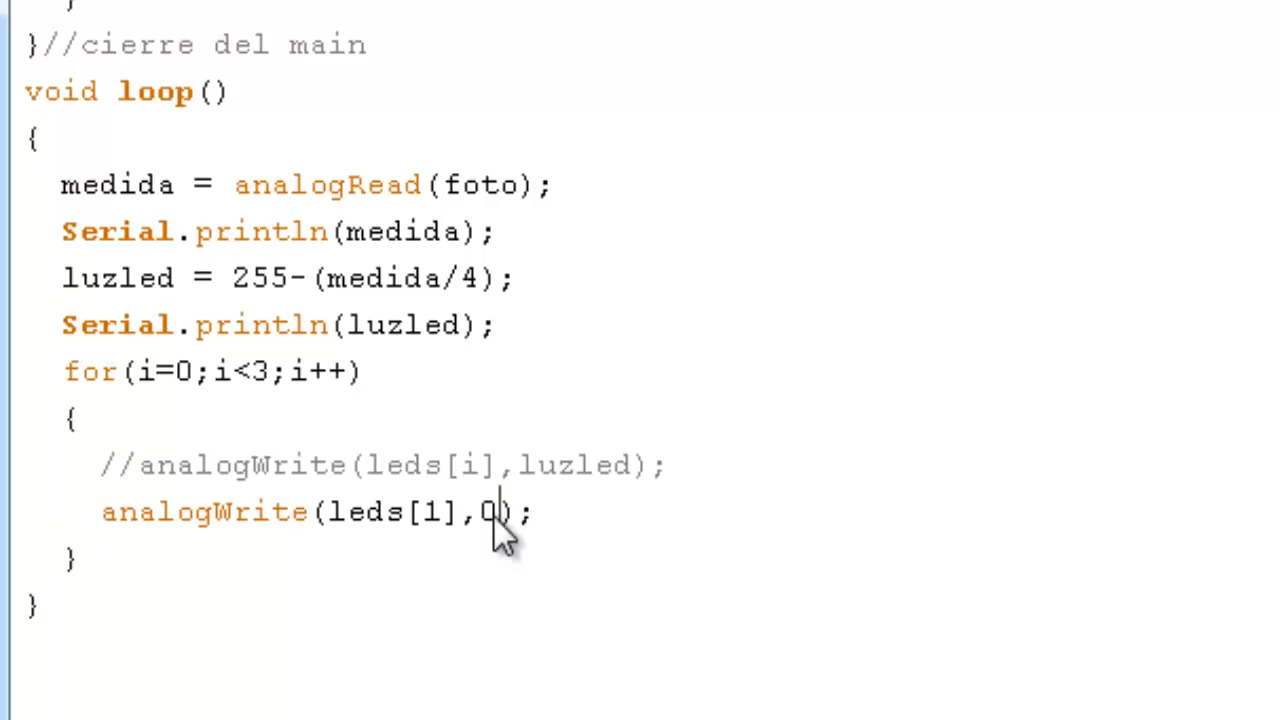 }
}//cierre del main
void loop()
{
medida = analogRead(foto);
Serial.println(medida);
luzled = 255-(medida/4);
Serial.println(luzled);
for(i=0;i<3;i++)
{
//analogWrite(leds[i],luzled);
analogWrite(leds[1],0);
}
}